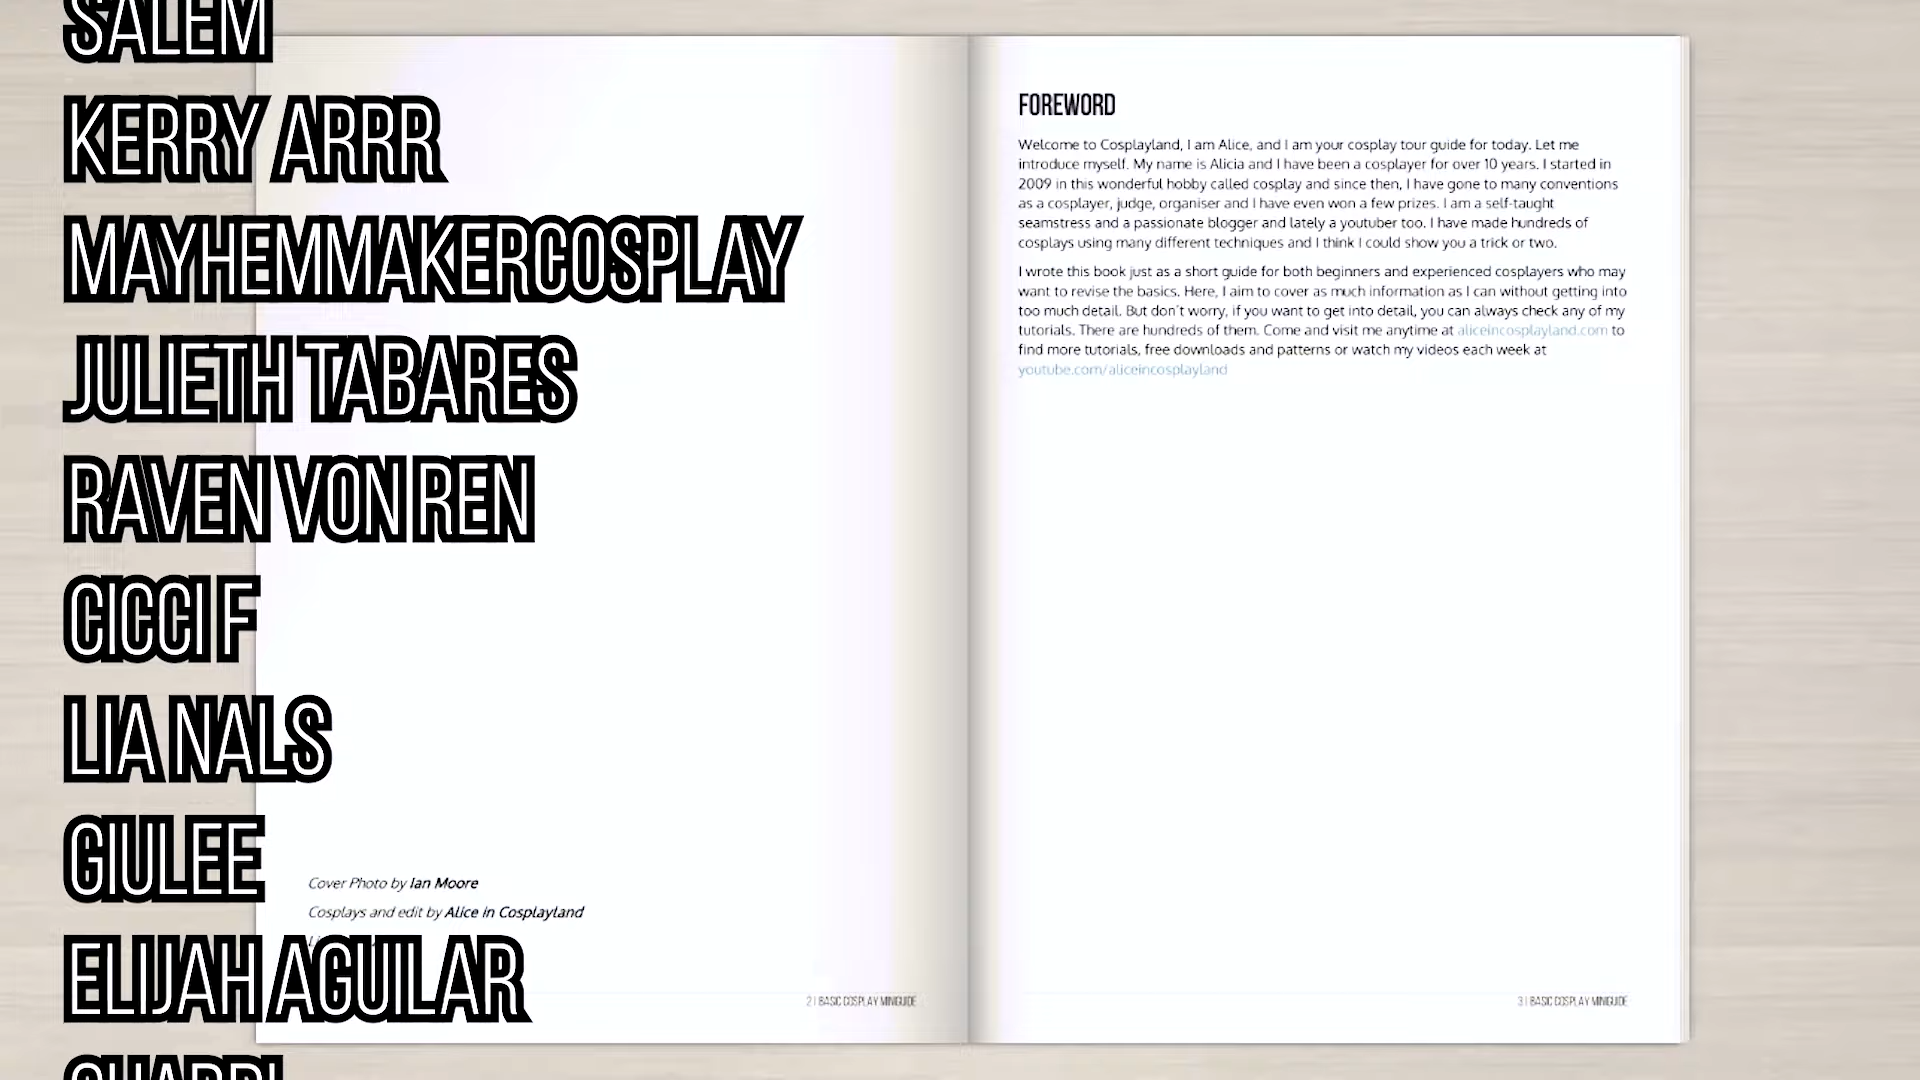 SALEM
KERRY ARRR
MAYHEMMAKERCOSPLAY
JULIETH TABARES
RAVEN VON REN
CICCI F
LIA NALS
GIULEE
ELIJAH AGUILAR
Cover Photo by Ian Moore
Cosplays and edit by Alice in Cosplayland
2 | BASIC COSPLAY MINIGUIDE
FOREWORD
Welcome to Cosplayland, I am Alice, and I am your cosplay tour guide for today. Let me
introduce myself. My name is Alicia and I have been a cosplayer for over 10 years. I started in
2009 in this wonderful hobby called cosplay and since then, I have gone to many conventions
as a cosplayer, judge, organiser and I have even won a few prizes. I am a self-taught
seamstress and a passionate blogger and lately a youtuber too. I have made hundreds of
cosplays using many different techniques and I think I could show you a trick or two.
I wrote this book just as a short guide for both beginners and experienced cosplayers who may
want to revise the basics. Here, I aim to cover as much information as I can without getting into
too much detail. But don't worry, if you want to get into detail, you can always check any of my
tutorials. There are hundreds of them. Come and visit me anytime at aliceincosplayland.com to
find more tutorials, free downloads and patterns or watch my videos each week at
youtube.com/aliceincosplayland
3 | BASIC COSPLAY MINIGUIDE